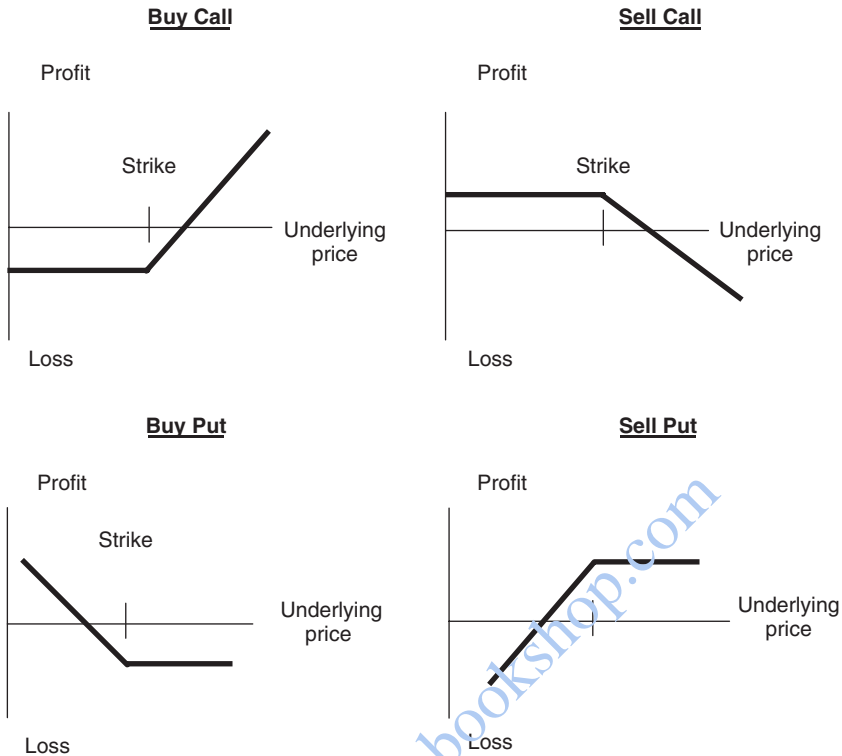 Buy Call
Profit
Strike
Underlying
price
Loss
Sell Call
Profit
Strike
Underlying
price
Loss
Buy Put
Profit
Strike
Underlying
price
Loss
Sell Put
Profit
Underlying
price
Loss
bookshop.com